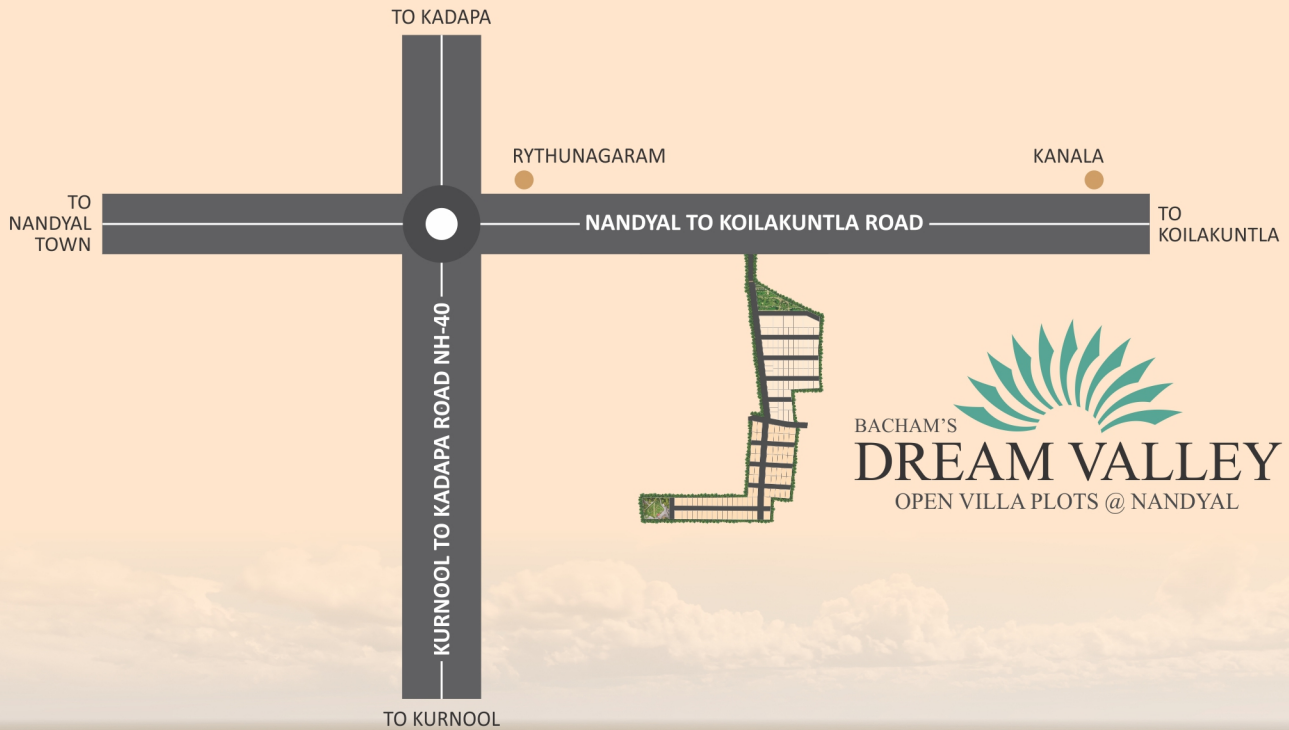 TO KADAPA
RYTHUNAGARAM
KANALA
TO
NANDYAL
TOWN
NANDYAL TO KOILAKUNTLA ROAD
TO
KOILAKUNTLA
KURNOOL TO KADAPA ROAD NH-40
BACHAM'S
DREAM VALLEY
OPEN VILLA PLOTS @ NANDYAL
TO KURNOOL